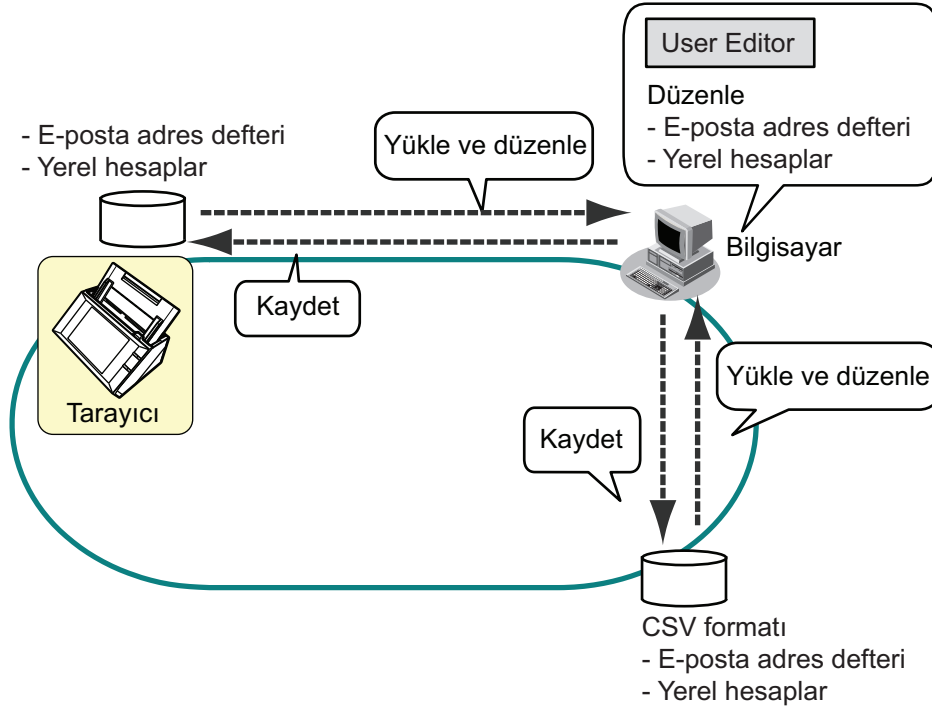 User Editor
Düzenle
- E-posta adres defteri
- Yerel hesaplar
- E-posta adres defteri
- Yerel hesaplar
Yükle ve düzenle
Bilgisayar
Kaydet
Tarayıcı
Yükle ve düzenle
Kaydet
CSV formatı
- E-posta adres defteri
- Yerel hesaplar